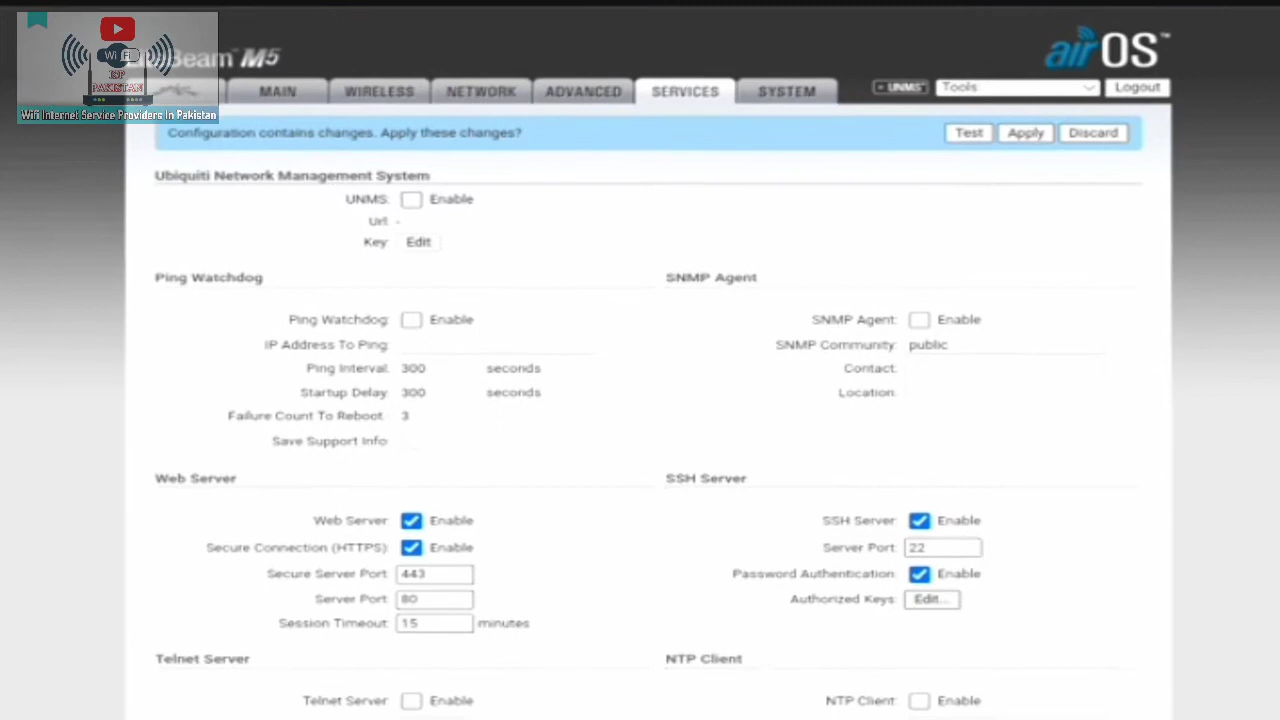 Wi Fi
ISP
PAKISTAN
Wifi Internet Service Providers In Pakistan
Beam™ M5
airOS™
MAIN WIRELESS NETWORK ADVANCED SERVICES SYSTEM UNMS Tools Logout
Configuration contains changes. Apply these changes? Test Apply Discard
Ubiquiti Network Management System
UNMS: Enable
Url: -
Key: Edit
Ping Watchdog
Ping Watchdog: Enable
IP Address To Ping:
Ping Interval: 300 seconds
Startup Delay: 300 seconds
Failure Count To Reboot: 3
Save Support Info:
SNMP Agent
SNMP Agent: Enable
SNMP Community: public
Contact:
Location:
Web Server
Web Server: Enable
Secure Connection (HTTPS): Enable
Secure Server Port: 443
Server Port: 80
Session Timeout: 15 minutes
SSH Server
SSH Server: Enable
Server Port: 22
Password Authentication: Enable
Authorized Keys: Edit...
Telnet Server
Telnet Server: Enable
NTP Client
NTP Client: Enable